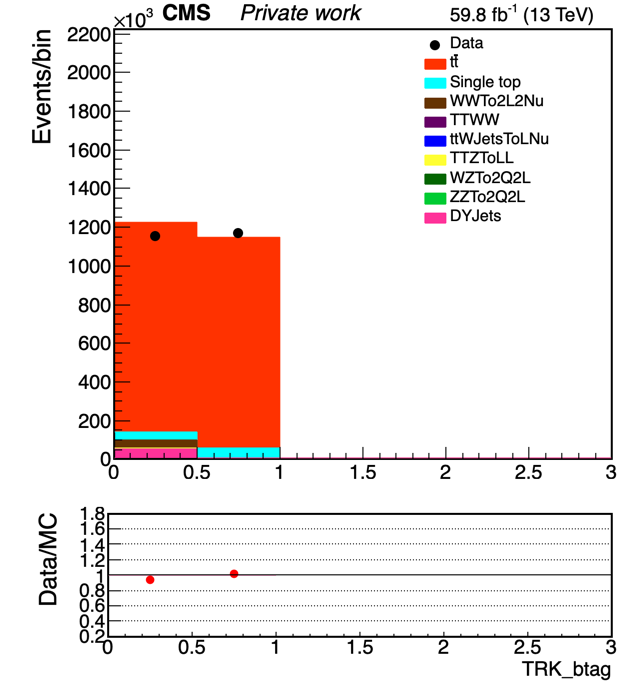 ×10³ CMS Private work 59.8 fb⁻¹ (13 TeV)
Events/bin
2200
2000
1800
1600
1400
1200
1000
800
600
400
200
0
0 0.5 1 1.5 2 2.5 3
Data
tt̄
Single top
WWTo2L2Nu
TTWW
ttWJetsToLNu
TTZToLL
WZTo2Q2L
ZZTo2Q2L
DYJets
Data/MC
1.8
1.6
1.4
1.2
1
0.8
0.6
0.4
0.2
0 0.5 1 1.5 2 2.5 3
TRK_btag